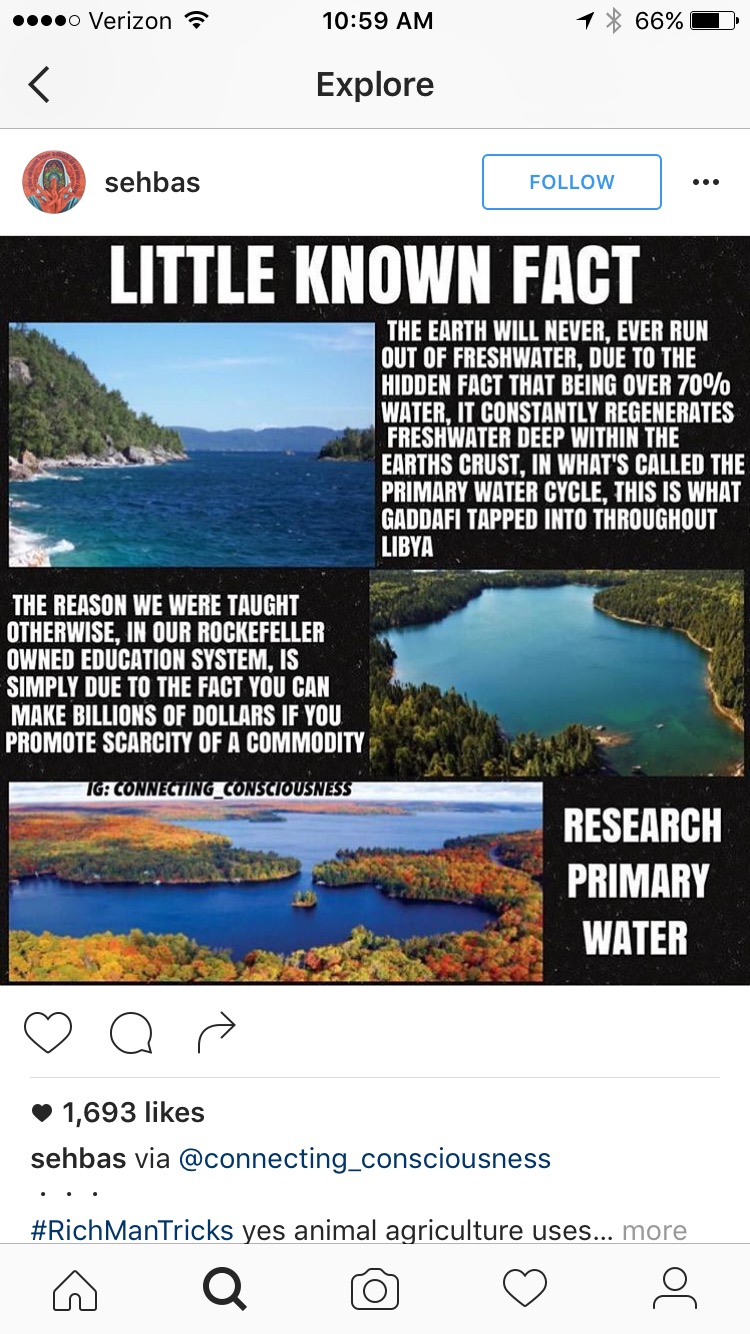 Verizon 10:59 AM 66%
Explore
sehbas FOLLOW
LITTLE KNOWN FACT
THE EARTH WILL NEVER, EVER RUN
OUT OF FRESHWATER, DUE TO THE
HIDDEN FACT THAT BEING OVER 70%
WATER, IT CONSTANTLY REGENERATES
FRESHWATER DEEP WITHIN THE
EARTHS CRUST, IN WHAT'S CALLED THE
PRIMARY WATER CYCLE, THIS IS WHAT
GADDAFI TAPPED INTO THROUGHOUT
LIBYA
THE REASON WE WERE TAUGHT
OTHERWISE, IN OUR ROCKEFELLER
OWNED EDUCATION SYSTEM, IS
SIMPLY DUE TO THE FACT YOU CAN
MAKE BILLIONS OF DOLLARS IF YOU
PROMOTE SCARCITY OF A COMMODITY
IG: CONNECTING_CONSCIOUSNESS
RESEARCH
PRIMARY
WATER
1,693 likes
sehbas via @connecting_consciousness
. . .
#RichManTricks yes animal agriculture uses... more